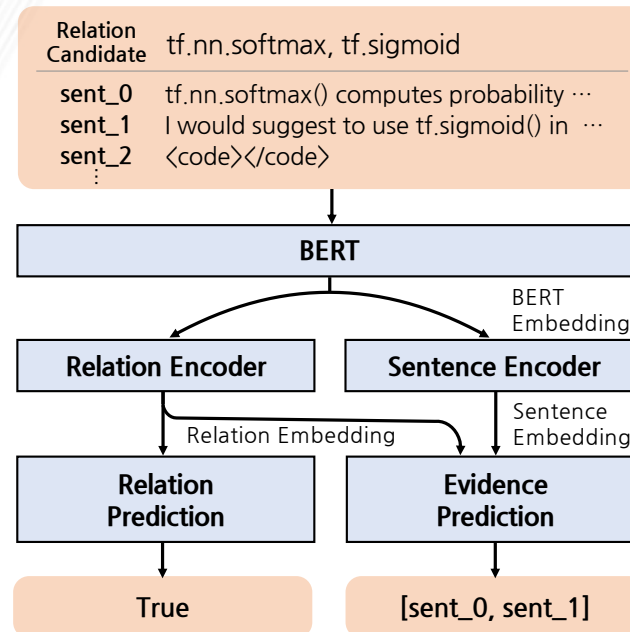 Relation
Candidate
tf.nn.softmax, tf.sigmoid
sent_0 tf.nn.softmax() computes probability ⋯
sent_1 I would suggest to use tf.sigmoid() in ⋯
sent_2 <code></code>
⋮
BERT
BERT
Embedding
Relation Encoder
Sentence Encoder
Relation Embedding
Sentence
Embedding
Relation
Prediction
Evidence
Prediction
True
[sent_0, sent_1]